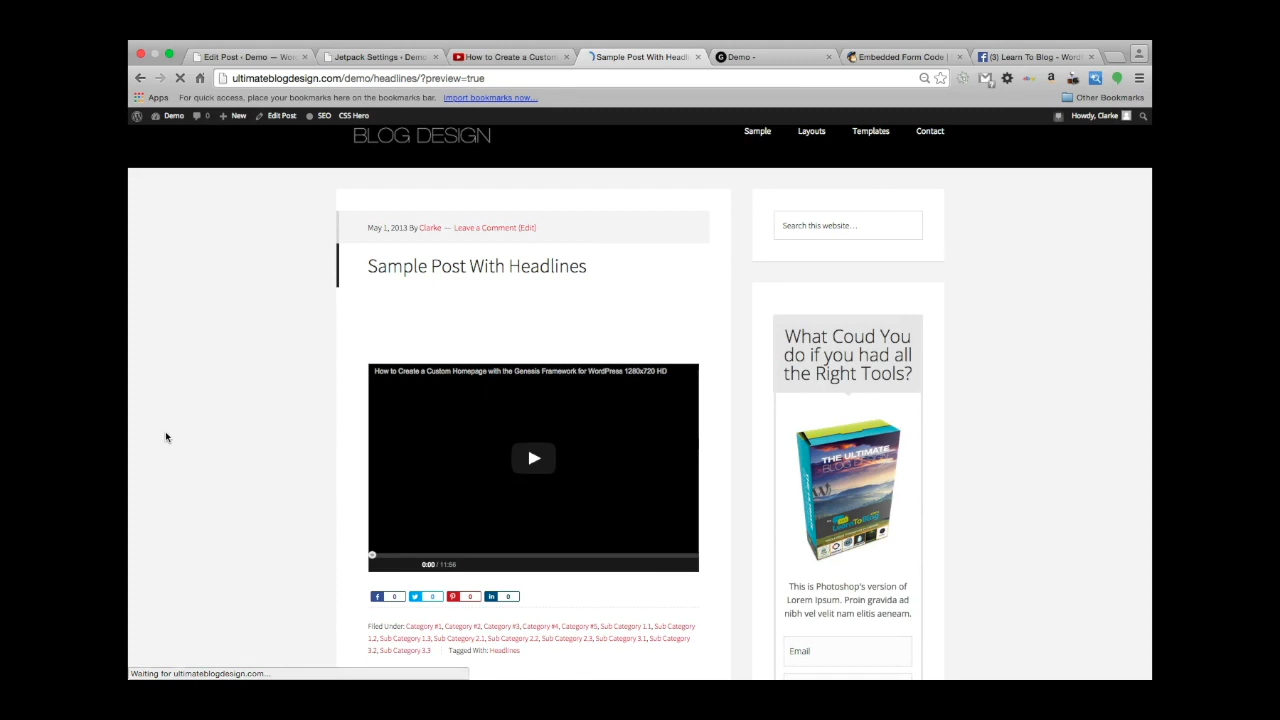 Edit Post ‹ Demo — Wor
Jetpack Settings ‹ Demo
How to Create a Custom
Sample Post With Headli
Demo -
Embedded Form Code |
(3) Learn To Blog - Word
ultimateblogdesign.com/demo/headlines/?preview=true
Apps
For quick access, place your bookmarks here on the bookmarks bar. Import bookmarks now...
Other Bookmarks
Demo 0 + New Edit Post SEO CSS Hero
Howdy, Clarke
BLOG DESIGN
Sample Layouts Templates Contact
May 1, 2013 By Clarke — Leave a Comment (Edit)
Search this website…
Sample Post With Headlines
What Coud You
do if you had all
the Right Tools?
How to Create a Custom Homepage with the Genesis Framework for WordPress 1280x720 HD
THE ULTIMATE
BLOG DESIGN
LearnToBlog
0:00 / 11:56
This is Photoshop's version of
Lorem Ipsum. Proin gravida ad
nibh vel velit nam elitis aeneam.
0 0 0 0
Filed Under: Category #1, Category #2, Category #3, Category #4, Category #5, Sub Category 1.1, Sub Category
1.2, Sub Category 1.3, Sub Category 2.1, Sub Category 2.2, Sub Category 2.3, Sub Category 3.1, Sub Category
3.2, Sub Category 3.3 Tagged With: Headlines
Email
Waiting for ultimateblogdesign.com...